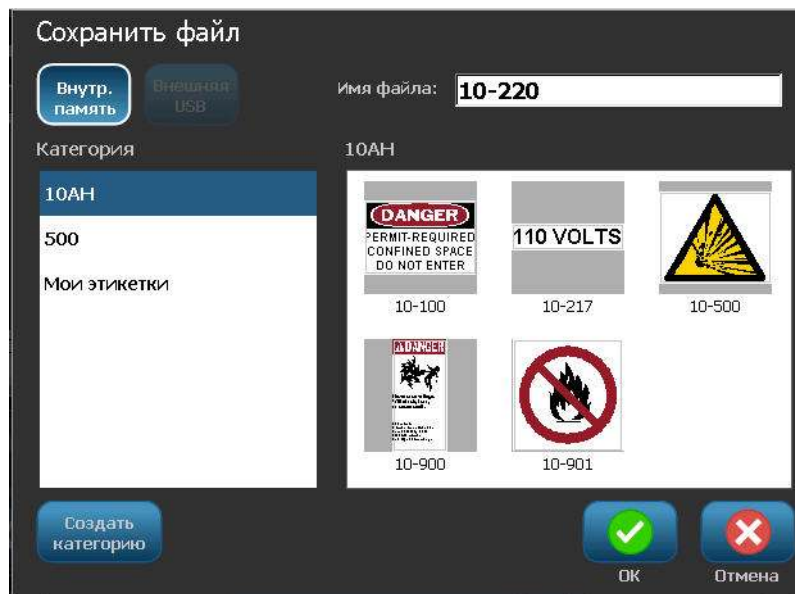 Сохранить файл
Внутр.
память
Внешняя
USB
Имя файла: 10-220
Категория
10AH
10AH
500
Мои этикетки
DANGER
PERMIT-REQUIRED
CONFINED SPACE
DO NOT ENTER
10-100
110 VOLTS
10-217
10-500
DANGER
10-900
10-901
Создать
категорию
OK
Отмена